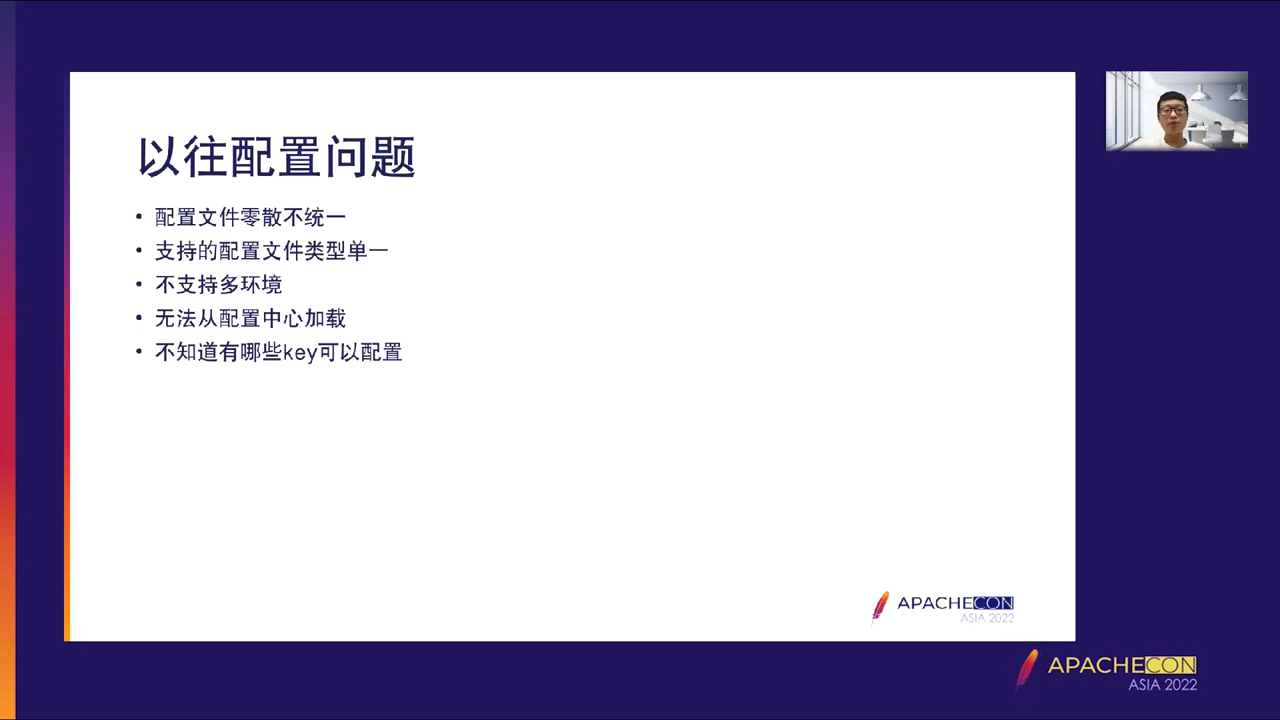 以往配置问题
• 配置文件零散不统一
• 支持的配置文件类型单一
• 不支持多环境
• 无法从配置中心加载
• 不知道有哪些key可以配置
APACHECON
ASIA 2022
APACHECON
ASIA 2022